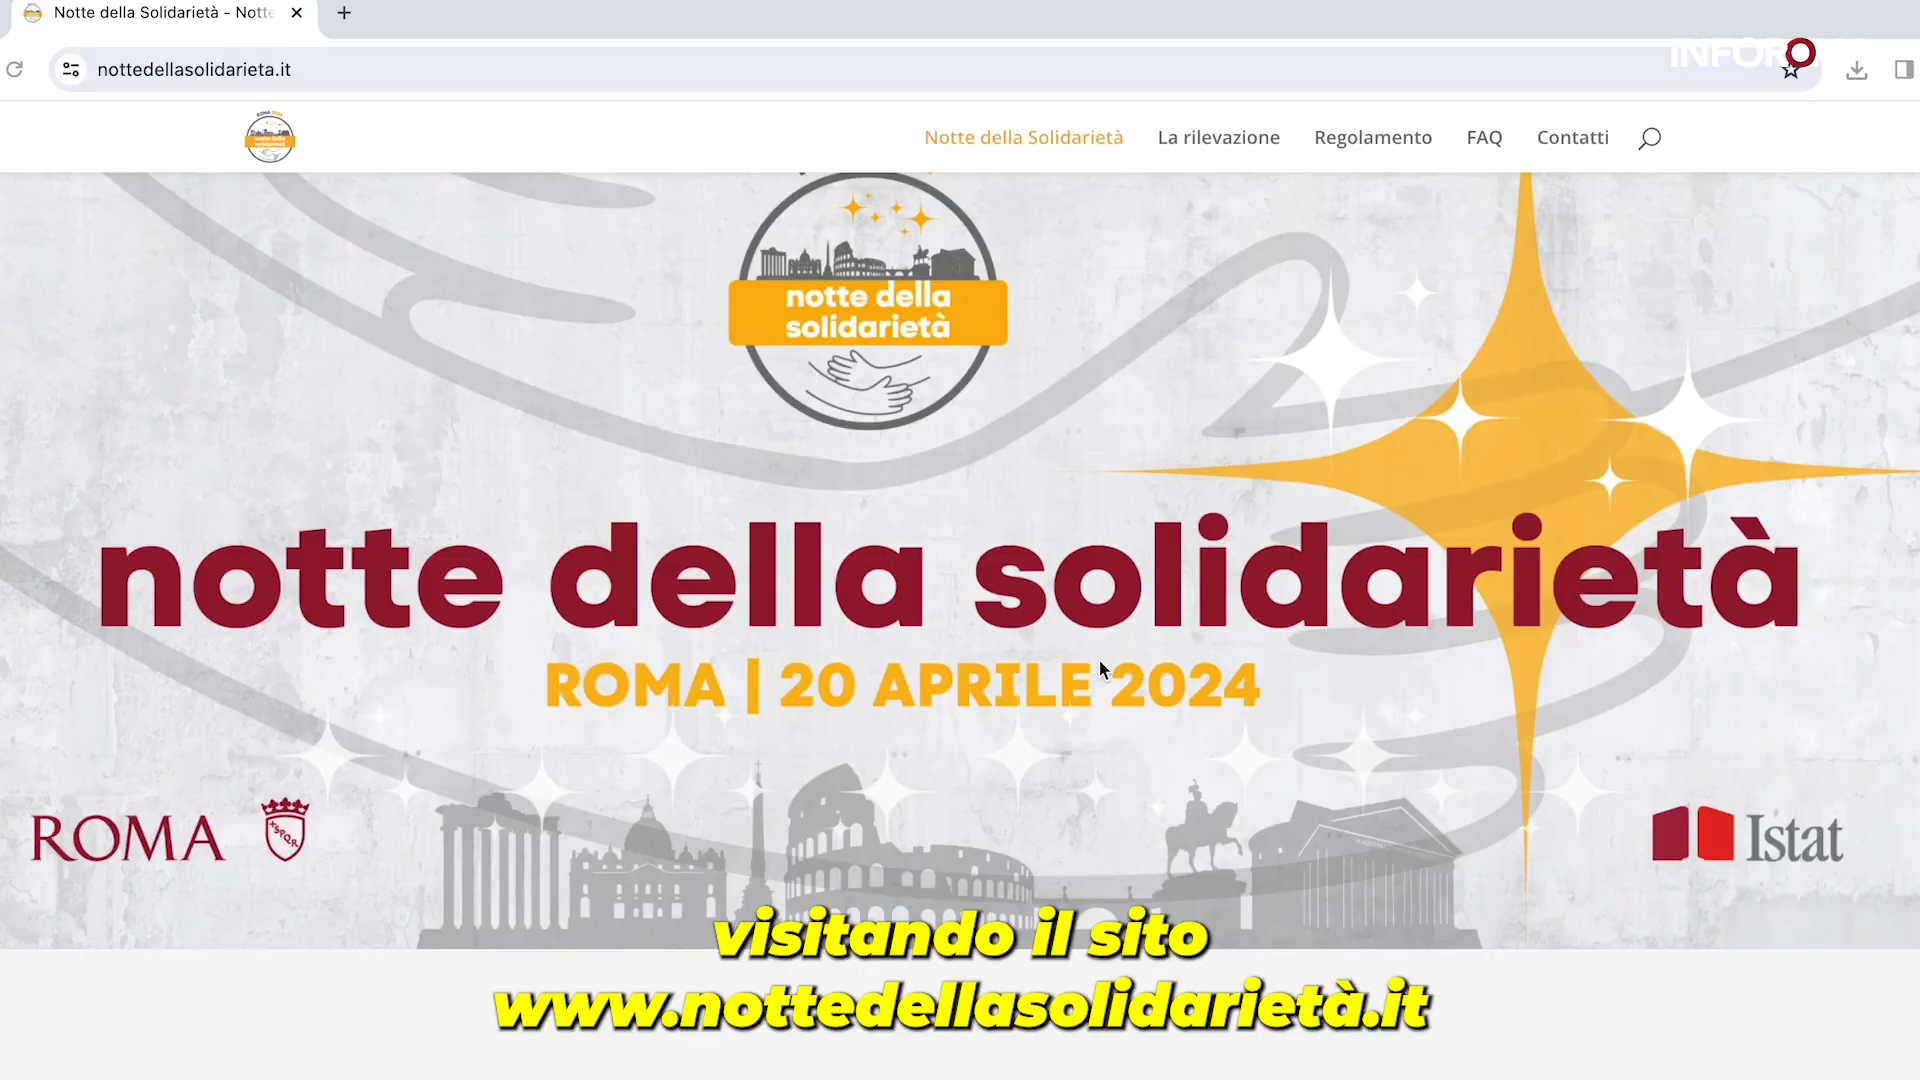 Notte della Solidarietà - Notte
INFOR
nottedellasolidarieta.it
Notte della Solidarietà La rilevazione Regolamento FAQ Contatti
notte della
solidarietà
notte della solidarietà
ROMA | 20 APRILE 2024
ROMA
SPQR
Istat
visitando il sito
www.nottedellasolidarietà.it